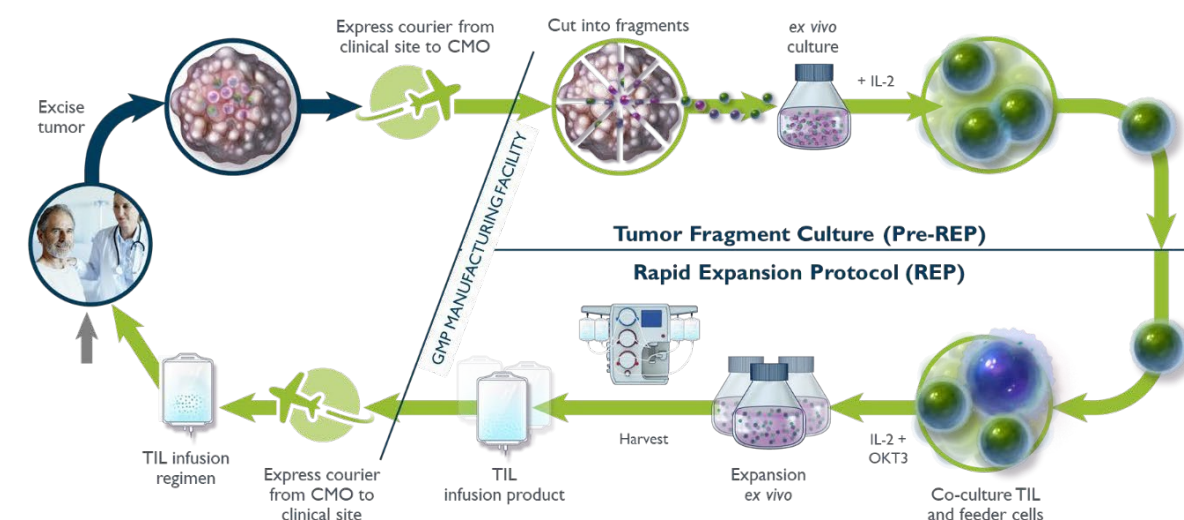 Express courier from
clinical site to CMO
Cut into fragments
ex vivo
culture
+ IL-2
Excise
tumor
GMP MANUFACTURING FACILITY
Tumor Fragment Culture (Pre-REP)
Rapid Expansion Protocol (REP)
TIL infusion
regimen
Express courier
from CMO to
clinical site
TIL
infusion product
Harvest
Expansion
ex vivo
IL-2 +
OKT3
Co-culture TIL
and feeder cells